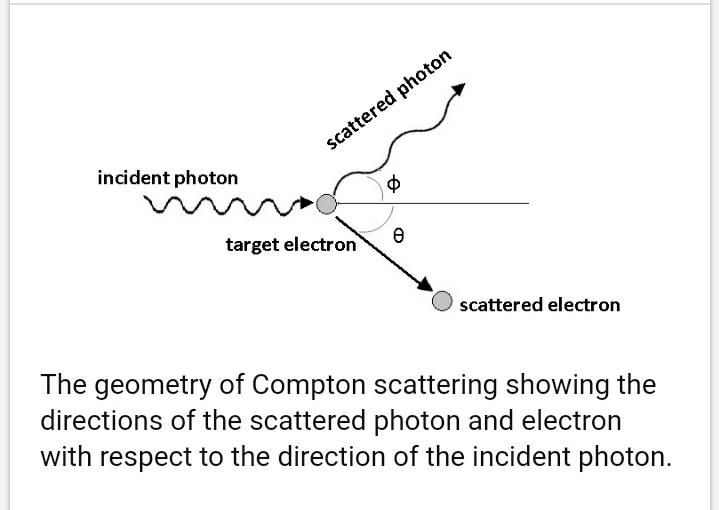 scattered photon
incident photon
ϕ
target electron
θ
scattered electron
The geometry of Compton scattering showing the
directions of the scattered photon and electron
with respect to the direction of the incident photon.